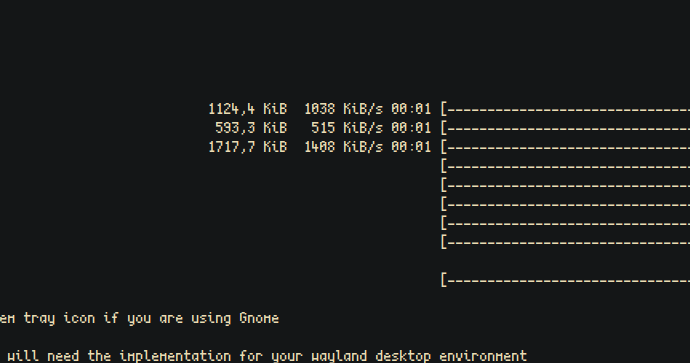 1124,4 KiB 1038 KiB/s 00:01 [-------------------------------
593,3 KiB 515 KiB/s 00:01 [-------------------------------
1717,7 KiB 1408 KiB/s 00:01 [-------------------------------
[-------------------------------
[-------------------------------
[-------------------------------
[-------------------------------
[-------------------------------
[-------------------------------
em tray icon if you are using Gnome
will need the implementation for your wayland desktop environment